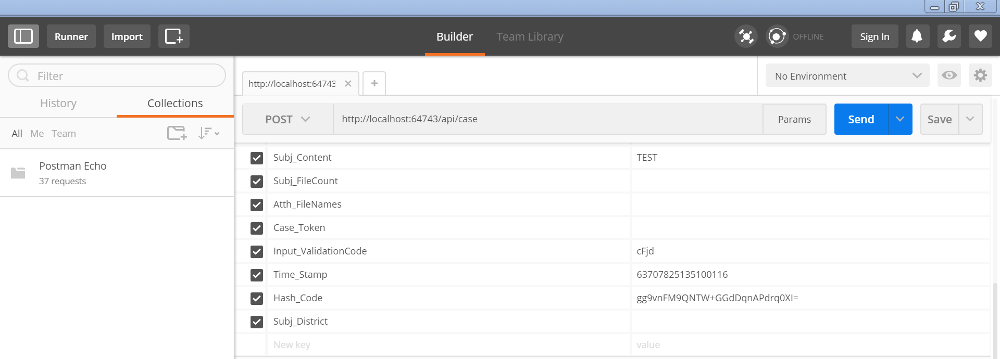 Runner
Import
Builder
Team Library
OFFLINE
Sign In
Filter
History
Collections
All Me Team
Postman Echo
37 requests
http://localhost:64743
No Environment
POST
http://localhost:64743/api/case
Params
Send
Save
Subj_Content TEST
Subj_FileCount
Atth_FileNames
Case_Token
Input_ValidationCode cFjd
Time_Stamp 63707825135100116
Hash_Code gg9vnFM9QNTW+GGdDqnAPdrq0XI=
Subj_District
New key value